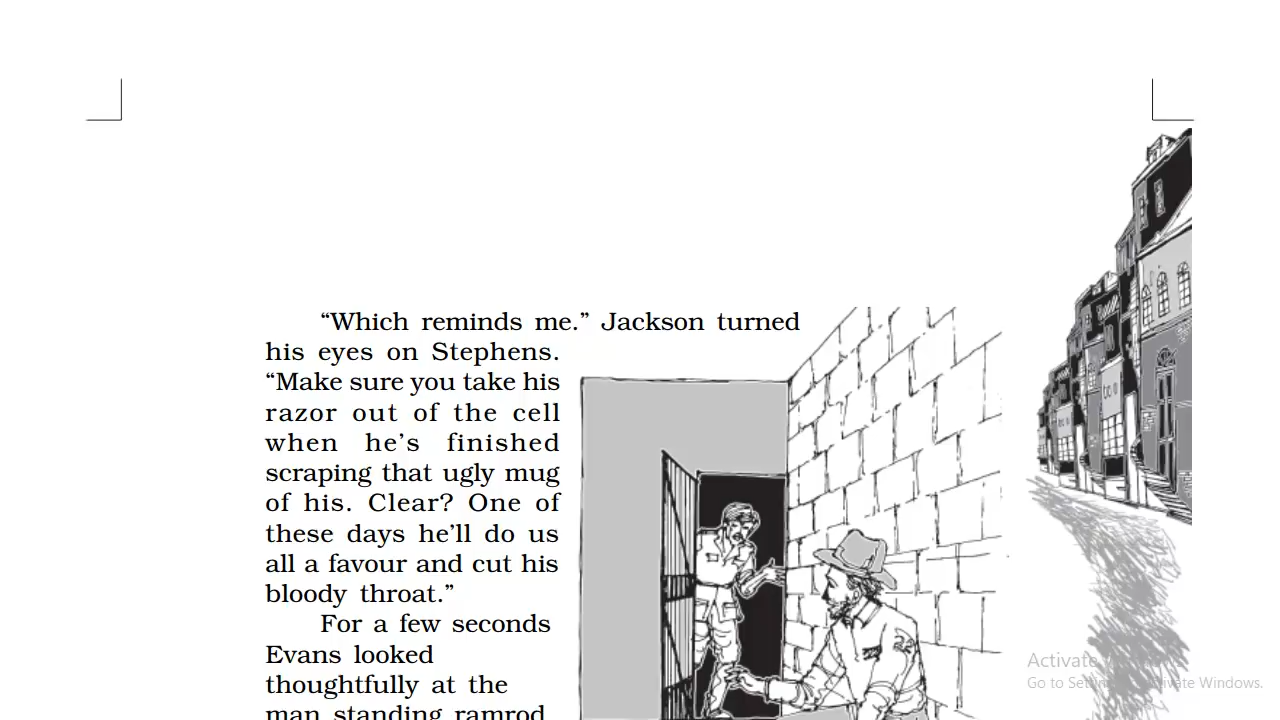 “Which reminds me.” Jackson turned
his eyes on Stephens.
“Make sure you take his
razor out of the cell
when he’s finished
scraping that ugly mug
of his. Clear? One of
these days he’ll do us
all a favour and cut his
bloody throat.”
For a few seconds
Evans looked
thoughtfully at the
man standing ramrod
Activate
Go to Settings to activate Windows.